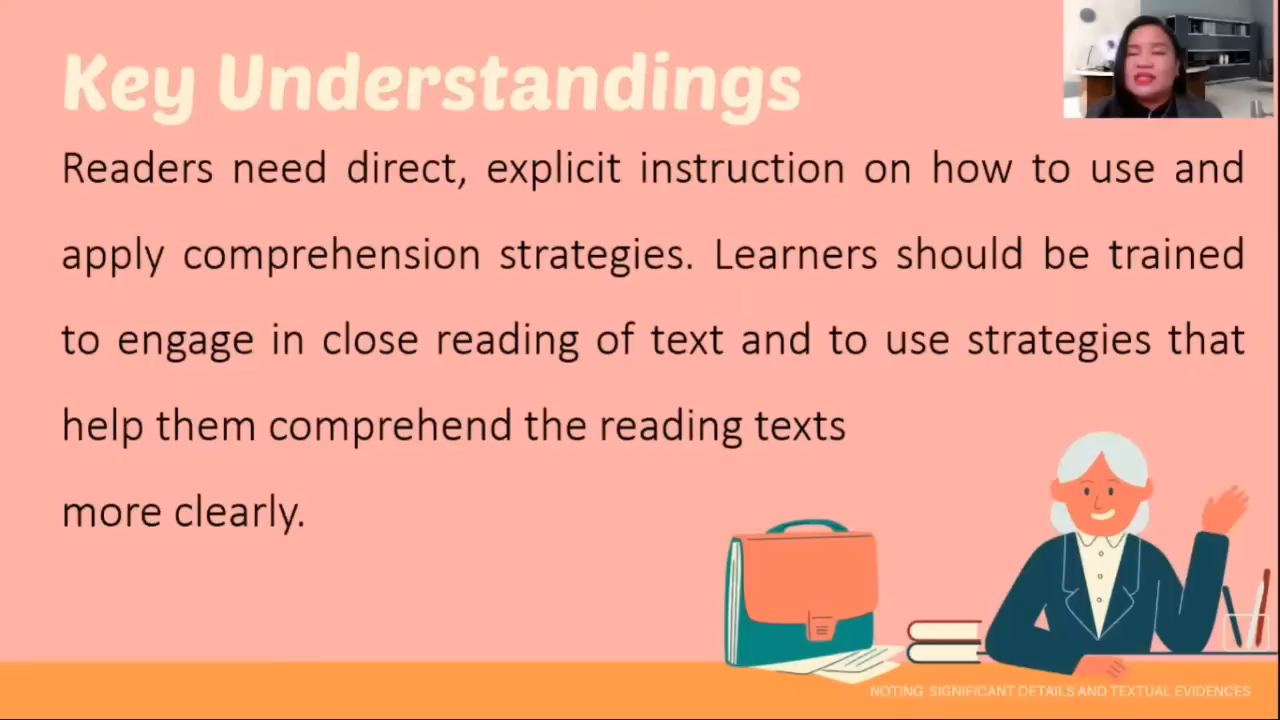 Key Understandings
Readers need direct, explicit instruction on how to use and
apply comprehension strategies. Learners should be trained
to engage in close reading of text and to use strategies that
help them comprehend the reading texts
more clearly.
NOTING SIGNIFICANT DETAILS AND TEXTUAL EVIDENCES